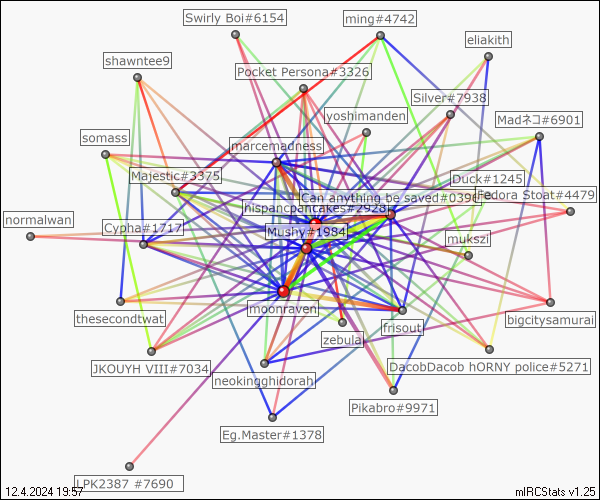 Swirly Boi#6154
ming#4742
eliakith
shawntee9
Pocket Persona#3326
Silver#7938
yoshimanden
Madネコ#6901
somass
marcemadness
Majestic#3375
Duck#1245
Can anything be saved#0396
Fedora Stoat#4479
hispancpancakes#2928
normalwan
Cypha#1717
Mushy#1984
mukszi
moonraven
thesecondtwat
frisout
bigcitysamurai
zebula
JKOUYH VIII#7034
DacobDacob hORNY police#5271
neokingghidorah
Pikabro#9971
Eg.Master#1378
LPK2387 #7690
12.4.2024 19:57
mIRCStats v1.25